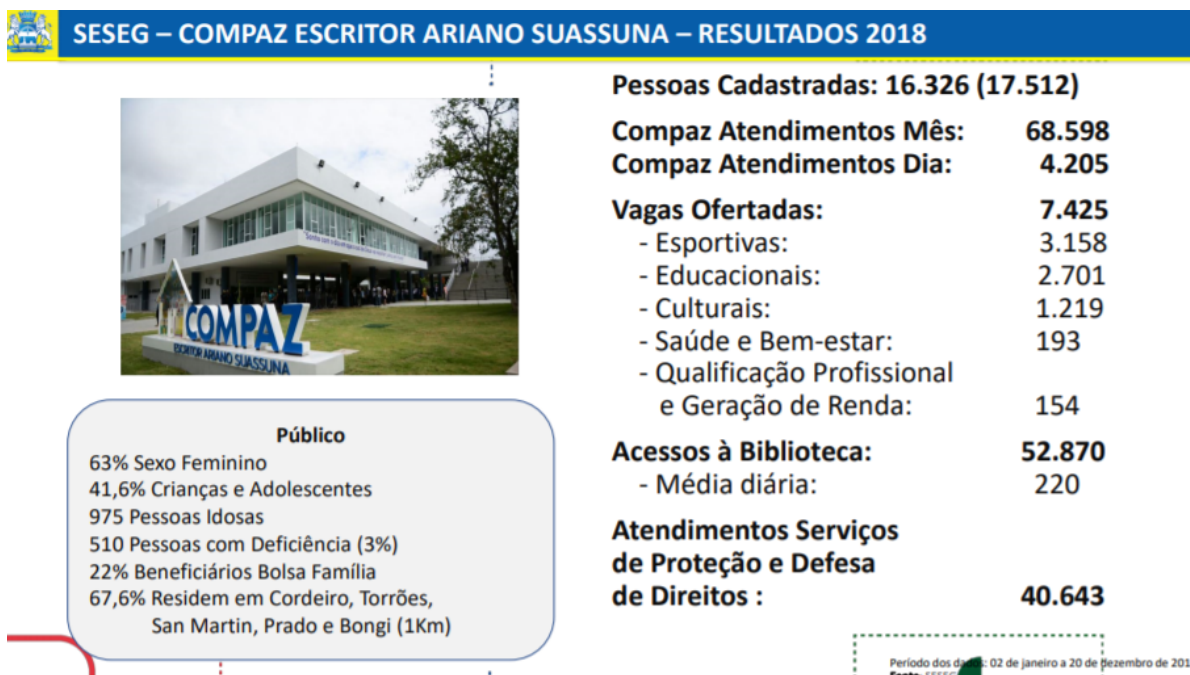 SESEG – COMPAZ ESCRITOR ARIANO SUASSUNA – RESULTADOS 2018
COMPAZ
ESCRITOR ARIANO SUASSUNA
Público
63% Sexo Feminino
41,6% Crianças e Adolescentes
975 Pessoas Idosas
510 Pessoas com Deficiência (3%)
22% Beneficiários Bolsa Família
67,6% Residem em Cordeiro, Torrões,
San Martin, Prado e Bongi (1Km)
Pessoas Cadastradas: 16.326 (17.512)
Compaz Atendimentos Mês: 68.598
Compaz Atendimentos Dia: 4.205
Vagas Ofertadas: 7.425
- Esportivas: 3.158
- Educacionais: 2.701
- Culturais: 1.219
- Saúde e Bem-estar: 193
- Qualificação Profissional
e Geração de Renda: 154
Acessos à Biblioteca: 52.870
- Média diária: 220
Atendimentos Serviços
de Proteção e Defesa
de Direitos : 40.643
Período dos dados: 02 de janeiro a 20 de dezembro de 201